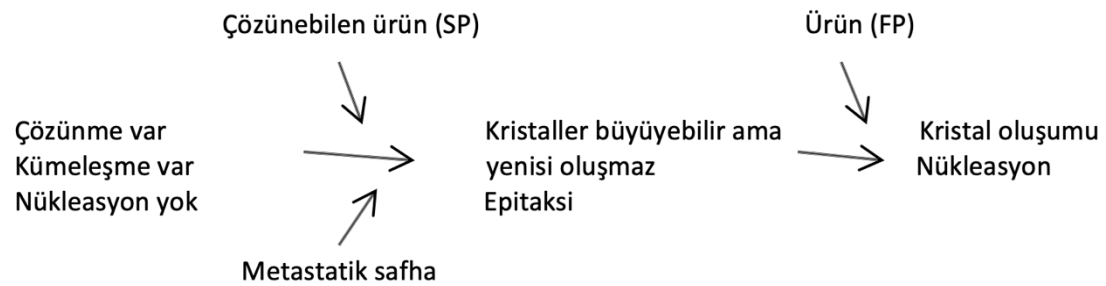 Çözünebilen ürün (SP)
Ürün (FP)
Çözünme var
Kümeleşme var
Nükleasyon yok
Kristaller büyüyebilir ama
yenisi oluşmaz
Epitaksi
Kristal oluşumu
Nükleasyon
Metastatik safha